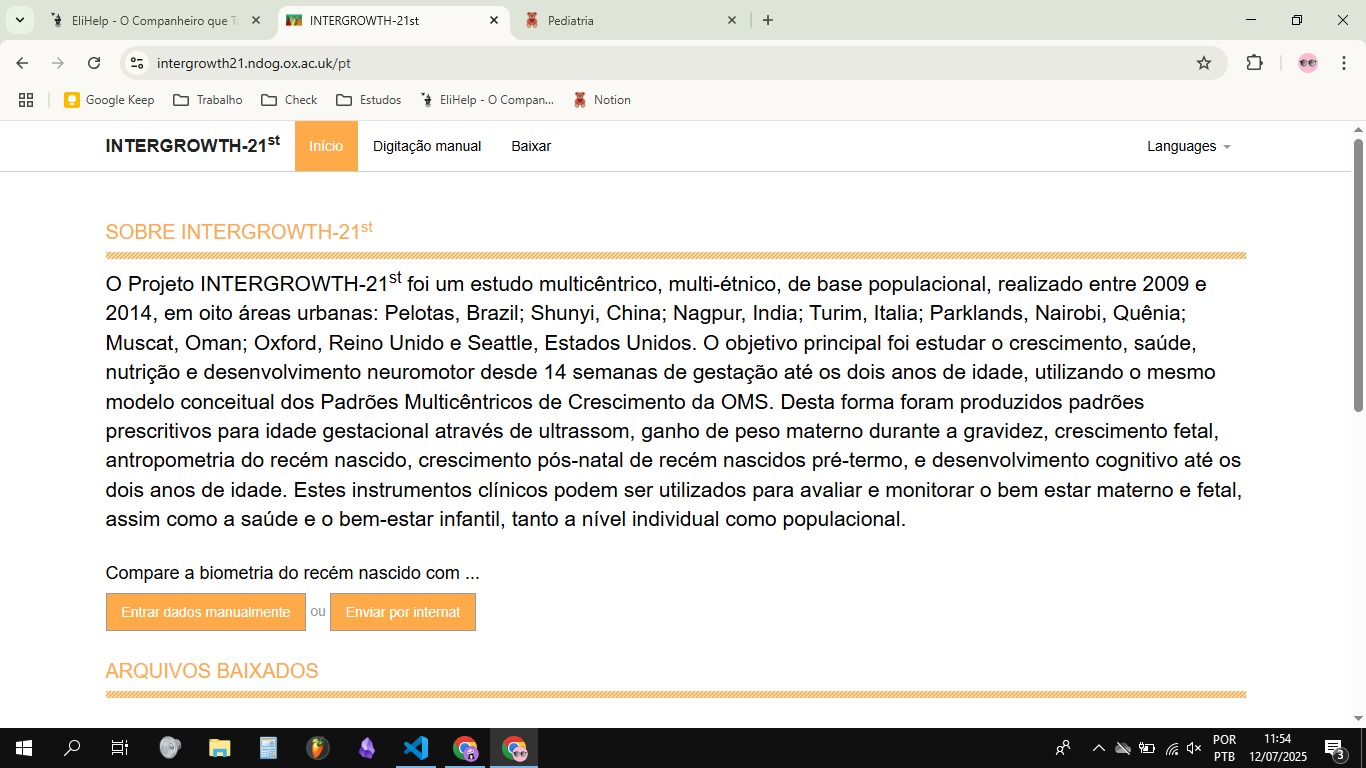 EliHelp - O Companheiro que T
INTERGROWTH-21st
Pediatria
intergrowth21.ndog.ox.ac.uk/pt
Google Keep
Trabalho
Check
Estudos
EliHelp - O Compan...
Notion
INTERGROWTH-21st
Início
Digitação manual
Baixar
Languages
SOBRE INTERGROWTH-21st
O Projeto INTERGROWTH-21st foi um estudo multicêntrico, multi-étnico, de base populacional, realizado entre 2009 e
2014, em oito áreas urbanas: Pelotas, Brazil; Shunyi, China; Nagpur, India; Turim, Italia; Parklands, Nairobi, Quênia;
Muscat, Oman; Oxford, Reino Unido e Seattle, Estados Unidos. O objetivo principal foi estudar o crescimento, saúde,
nutrição e desenvolvimento neuromotor desde 14 semanas de gestação até os dois anos de idade, utilizando o mesmo
modelo conceitual dos Padrões Multicêntricos de Crescimento da OMS. Desta forma foram produzidos padrões
prescritivos para idade gestacional através de ultrassom, ganho de peso materno durante a gravidez, crescimento fetal,
antropometria do recém nascido, crescimento pós-natal de recém nascidos pré-termo, e desenvolvimento cognitivo até os
dois anos de idade. Estes instrumentos clínicos podem ser utilizados para avaliar e monitorar o bem estar materno e fetal,
assim como a saúde e o bem-estar infantil, tanto a nível individual como populacional.
Compare a biometria do recém nascido com ...
Entrar dados manualmente
ou
Enviar por internat
ARQUIVOS BAIXADOS
POR
PTB
11:54
12/07/2025
3